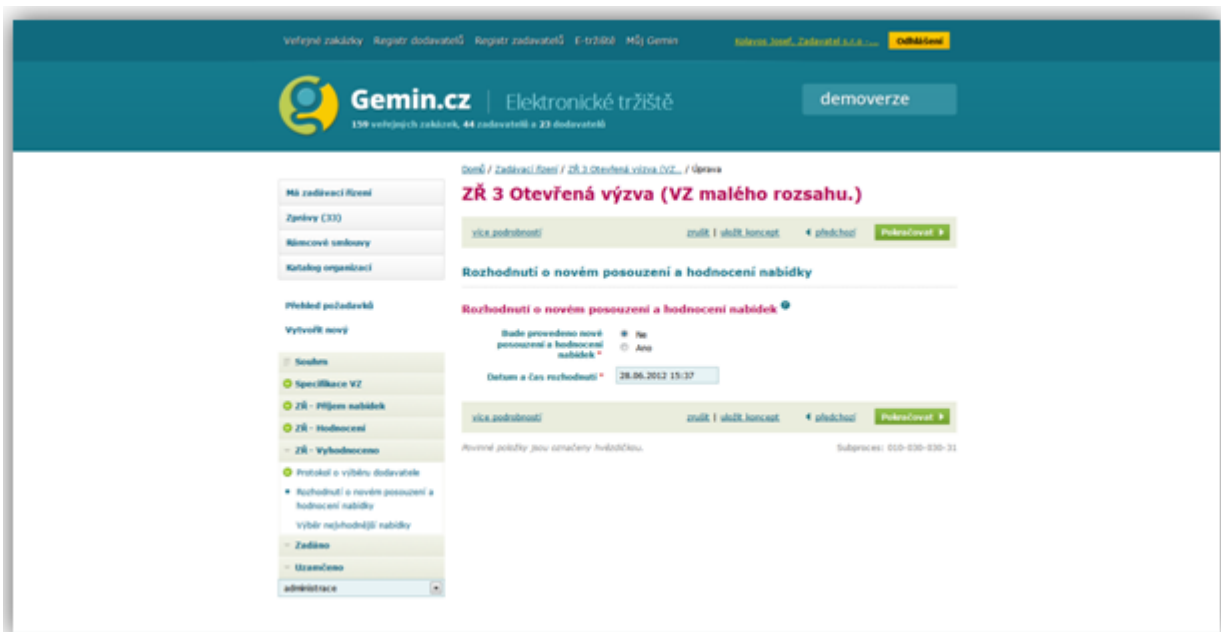 Veřejné zakázky Registr dodavatelů Registr zadavatelů E-tržiště Můj Gemin
Kolavos Josef, Zadavatel s.r.o -... Odhlášení
Gemin.cz | Elektronické tržiště
demoverze
159 veřejných zakázek, 44 zadavatelů a 23 dodavatelů
Domů / Zadávací řízení / ZŘ 3 Otevřená výzva (VZ... / Úprava
ZŘ 3 Otevřená výzva (VZ malého rozsahu.)
více podrobností zrušit | uložit koncept předchozí Pokračovat
Má zadávací řízení
Zprávy (33)
Rámcové smlouvy
Katalog organizací
Přehled požadavků
Vytvořit nový
Souhrn
Specifikace VZ
ZŘ - Příjem nabídek
ZŘ - Hodnocení
ZŘ - Vyhodnoceno
Protokol o výběru dodavatele
Rozhodnutí o novém posouzení a
hodnocení nabídky
Výběr nejvhodnější nabídky
Zadáno
Uzamčeno
administrace
Rozhodnutí o novém posouzení a hodnocení nabídky
Rozhodnutí o novém posouzení a hodnocení nabídek
Bude provedeno nové
posouzení a hodnocení
nabídek *
Ne
Ano
Datum a čas rozhodnutí * 28.06.2012 15:37
více podrobností zrušit | uložit koncept předchozí Pokračovat
Povinné položky jsou označeny hvězdičkou.
Subproces: 010-030-030-31